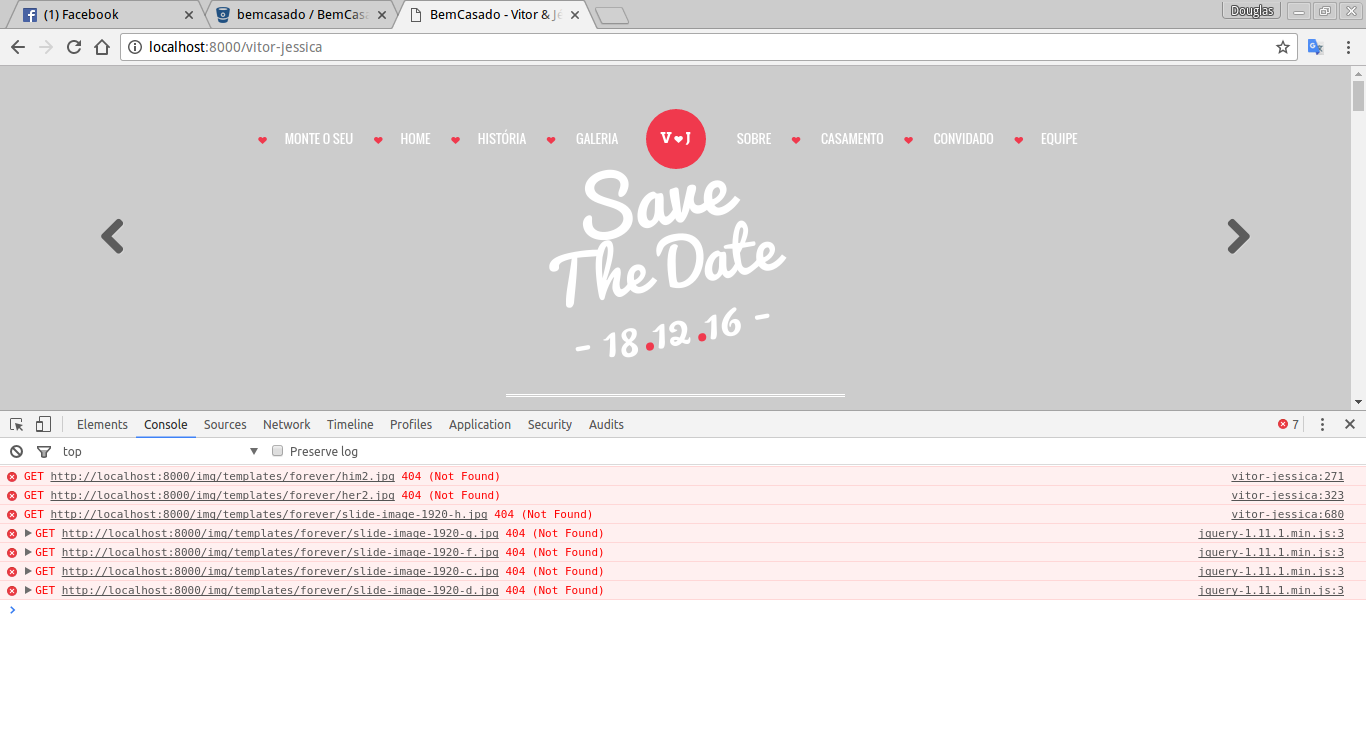 (1) Facebook
bemcasado / BemCasa
BemCasado - Vitor & Jé
Douglas
localhost:8000/vitor-jessica
MONTE O SEU HOME HISTÓRIA GALERIA V J SOBRE CASAMENTO CONVIDADO EQUIPE
Save
The Date
- 18.12.16 -
Elements Console Sources Network Timeline Profiles Application Security Audits 7
top Preserve log
GET http://localhost:8000/img/templates/forever/him2.jpg 404 (Not Found) vitor-jessica:271
GET http://localhost:8000/img/templates/forever/her2.jpg 404 (Not Found) vitor-jessica:323
GET http://localhost:8000/img/templates/forever/slide-image-1920-h.jpg 404 (Not Found) vitor-jessica:680
GET http://localhost:8000/img/templates/forever/slide-image-1920-g.jpg 404 (Not Found) jquery-1.11.1.min.js:3
GET http://localhost:8000/img/templates/forever/slide-image-1920-f.jpg 404 (Not Found) jquery-1.11.1.min.js:3
GET http://localhost:8000/img/templates/forever/slide-image-1920-c.jpg 404 (Not Found) jquery-1.11.1.min.js:3
GET http://localhost:8000/img/templates/forever/slide-image-1920-d.jpg 404 (Not Found) jquery-1.11.1.min.js:3